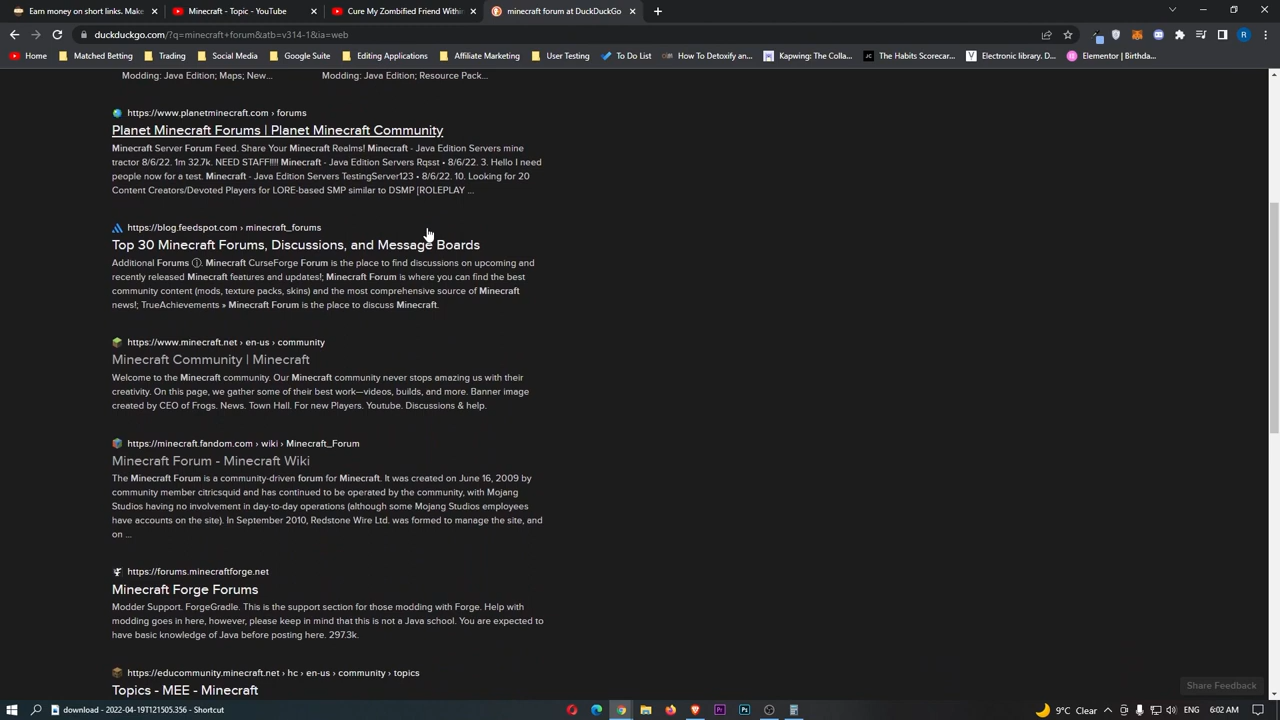 Earn money on short links. Make
Minecraft - Topic - YouTube
Cure My Zombified Friend Within
minecraft forum at DuckDuckGo
duckduckgo.com/?q=minecraft+forum&atb=v314-1&ia=web
Home
Matched Betting
Trading
Social Media
Google Suite
Editing Applications
Affiliate Marketing
User Testing
To Do List
How To Detoxify an...
Kapwing: The Colla...
The Habits Scorecar...
Electronic library. D...
Elementor | Birthda...
Modding: Java Edition; Maps; New...
Modding: Java Edition; Resource Pack...
https://www.planetminecraft.com › forums
Planet Minecraft Forums | Planet Minecraft Community
Minecraft Server Forum Feed. Share Your Minecraft Realms! Minecraft - Java Edition Servers mine
tractor 8/6/22. 1m 32.7k. NEED STAFF!!!! Minecraft - Java Edition Servers Rqsst • 8/6/22. 3. Hello I need
people now for a test. Minecraft - Java Edition Servers TestingServer123 • 8/6/22. 10. Looking for 20
Content Creators/Devoted Players for LORE-based SMP similar to DSMP [ROLEPLAY ...
https://blog.feedspot.com › minecraft_forums
Top 30 Minecraft Forums, Discussions, and Message Boards
Additional Forums ⓘ. Minecraft CurseForge Forum is the place to find discussions on upcoming and
recently released Minecraft features and updates!; Minecraft Forum is where you can find the best
community content (mods, texture packs, skins) and the most comprehensive source of Minecraft
news!; TrueAchievements » Minecraft Forum is the place to discuss Minecraft.
https://www.minecraft.net › en-us › community
Minecraft Community | Minecraft
Welcome to the Minecraft community. Our Minecraft community never stops amazing us with their
creativity. On this page, we gather some of their best work—videos, builds, and more. Banner image
created by CEO of Frogs. News. Town Hall. For new Players. Youtube. Discussions & help.
https://minecraft.fandom.com › wiki › Minecraft_Forum
Minecraft Forum - Minecraft Wiki
The Minecraft Forum is a community-driven forum for Minecraft. It was created on June 16, 2009 by
community member citricsquid and has continued to be operated by the community, with Mojang
Studios having no involvement in day-to-day operations (although some Mojang Studios employees
have accounts on the site). In September 2010, Redstone Wire Ltd. was formed to manage the site, and
on ...
https://forums.minecraftforge.net
Minecraft Forge Forums
Modder Support. ForgeGradle. This is the support section for those modding with Forge. Help with
modding goes in here, however, please keep in mind that this is not a Java school. You are expected to
have basic knowledge of Java before posting here. 297.3k.
https://educommunity.minecraft.net › hc › en-us › community › topics
Topics - MEE - Minecraft
Share Feedback
download - 2022-04-19T121505.356 - Shortcut
9°C Clear
ENG
6:02 AM